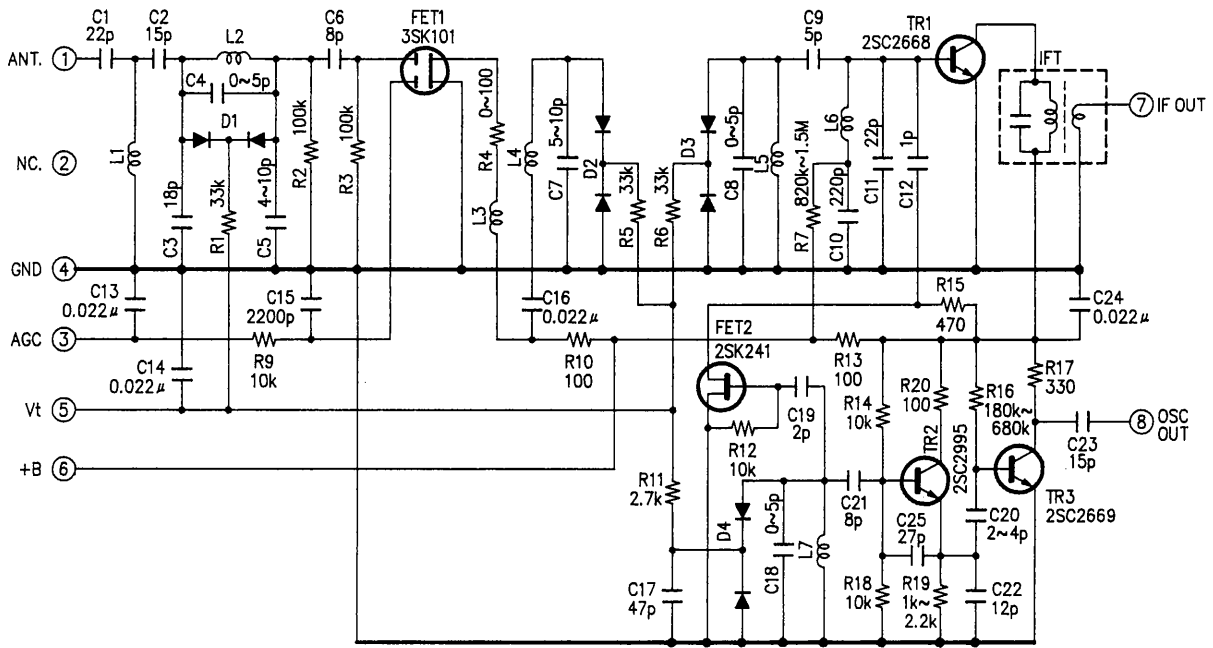 C1
22p
C2
15p
L2
C6
8p
FET1
3SK101
C9
5p
TR1
2SC2668
IFT
ANT. 1
C4
0~5p
D1
L1
100k
R2
100k
R3
0~100
R4
L3
L4
5~10p
C7
D2
33k
R5
33k
R6
D3
0~5p
C8
L5
820k~1.5M
R7
L6
220p
C10
22p
C11
1p
C12
7 IF OUT
NC. 2
18p
C3
33k
R1
4~10p
C5
GND 4
C13
0.022μ
C15
2200p
C16
0.022μ
R15
470
C24
0.022μ
AGC 3
R9
10k
R10
100
FET2
2SK241
R13
100
C14
0.022μ
R17
330
Vt 5
C19
2p
R14
10k
R20
100
R16
180k~
680k
8 OSC
OUT
C23
15p
+B 6
R12
10k
TR2
2SC2995
R11
2.7k
D4
0~5p
C18
L7
C21
8p
C25
27p
C20
2~4p
TR3
2SC2669
C17
47p
R18
10k
R19
1k~
2.2k
C22
12p